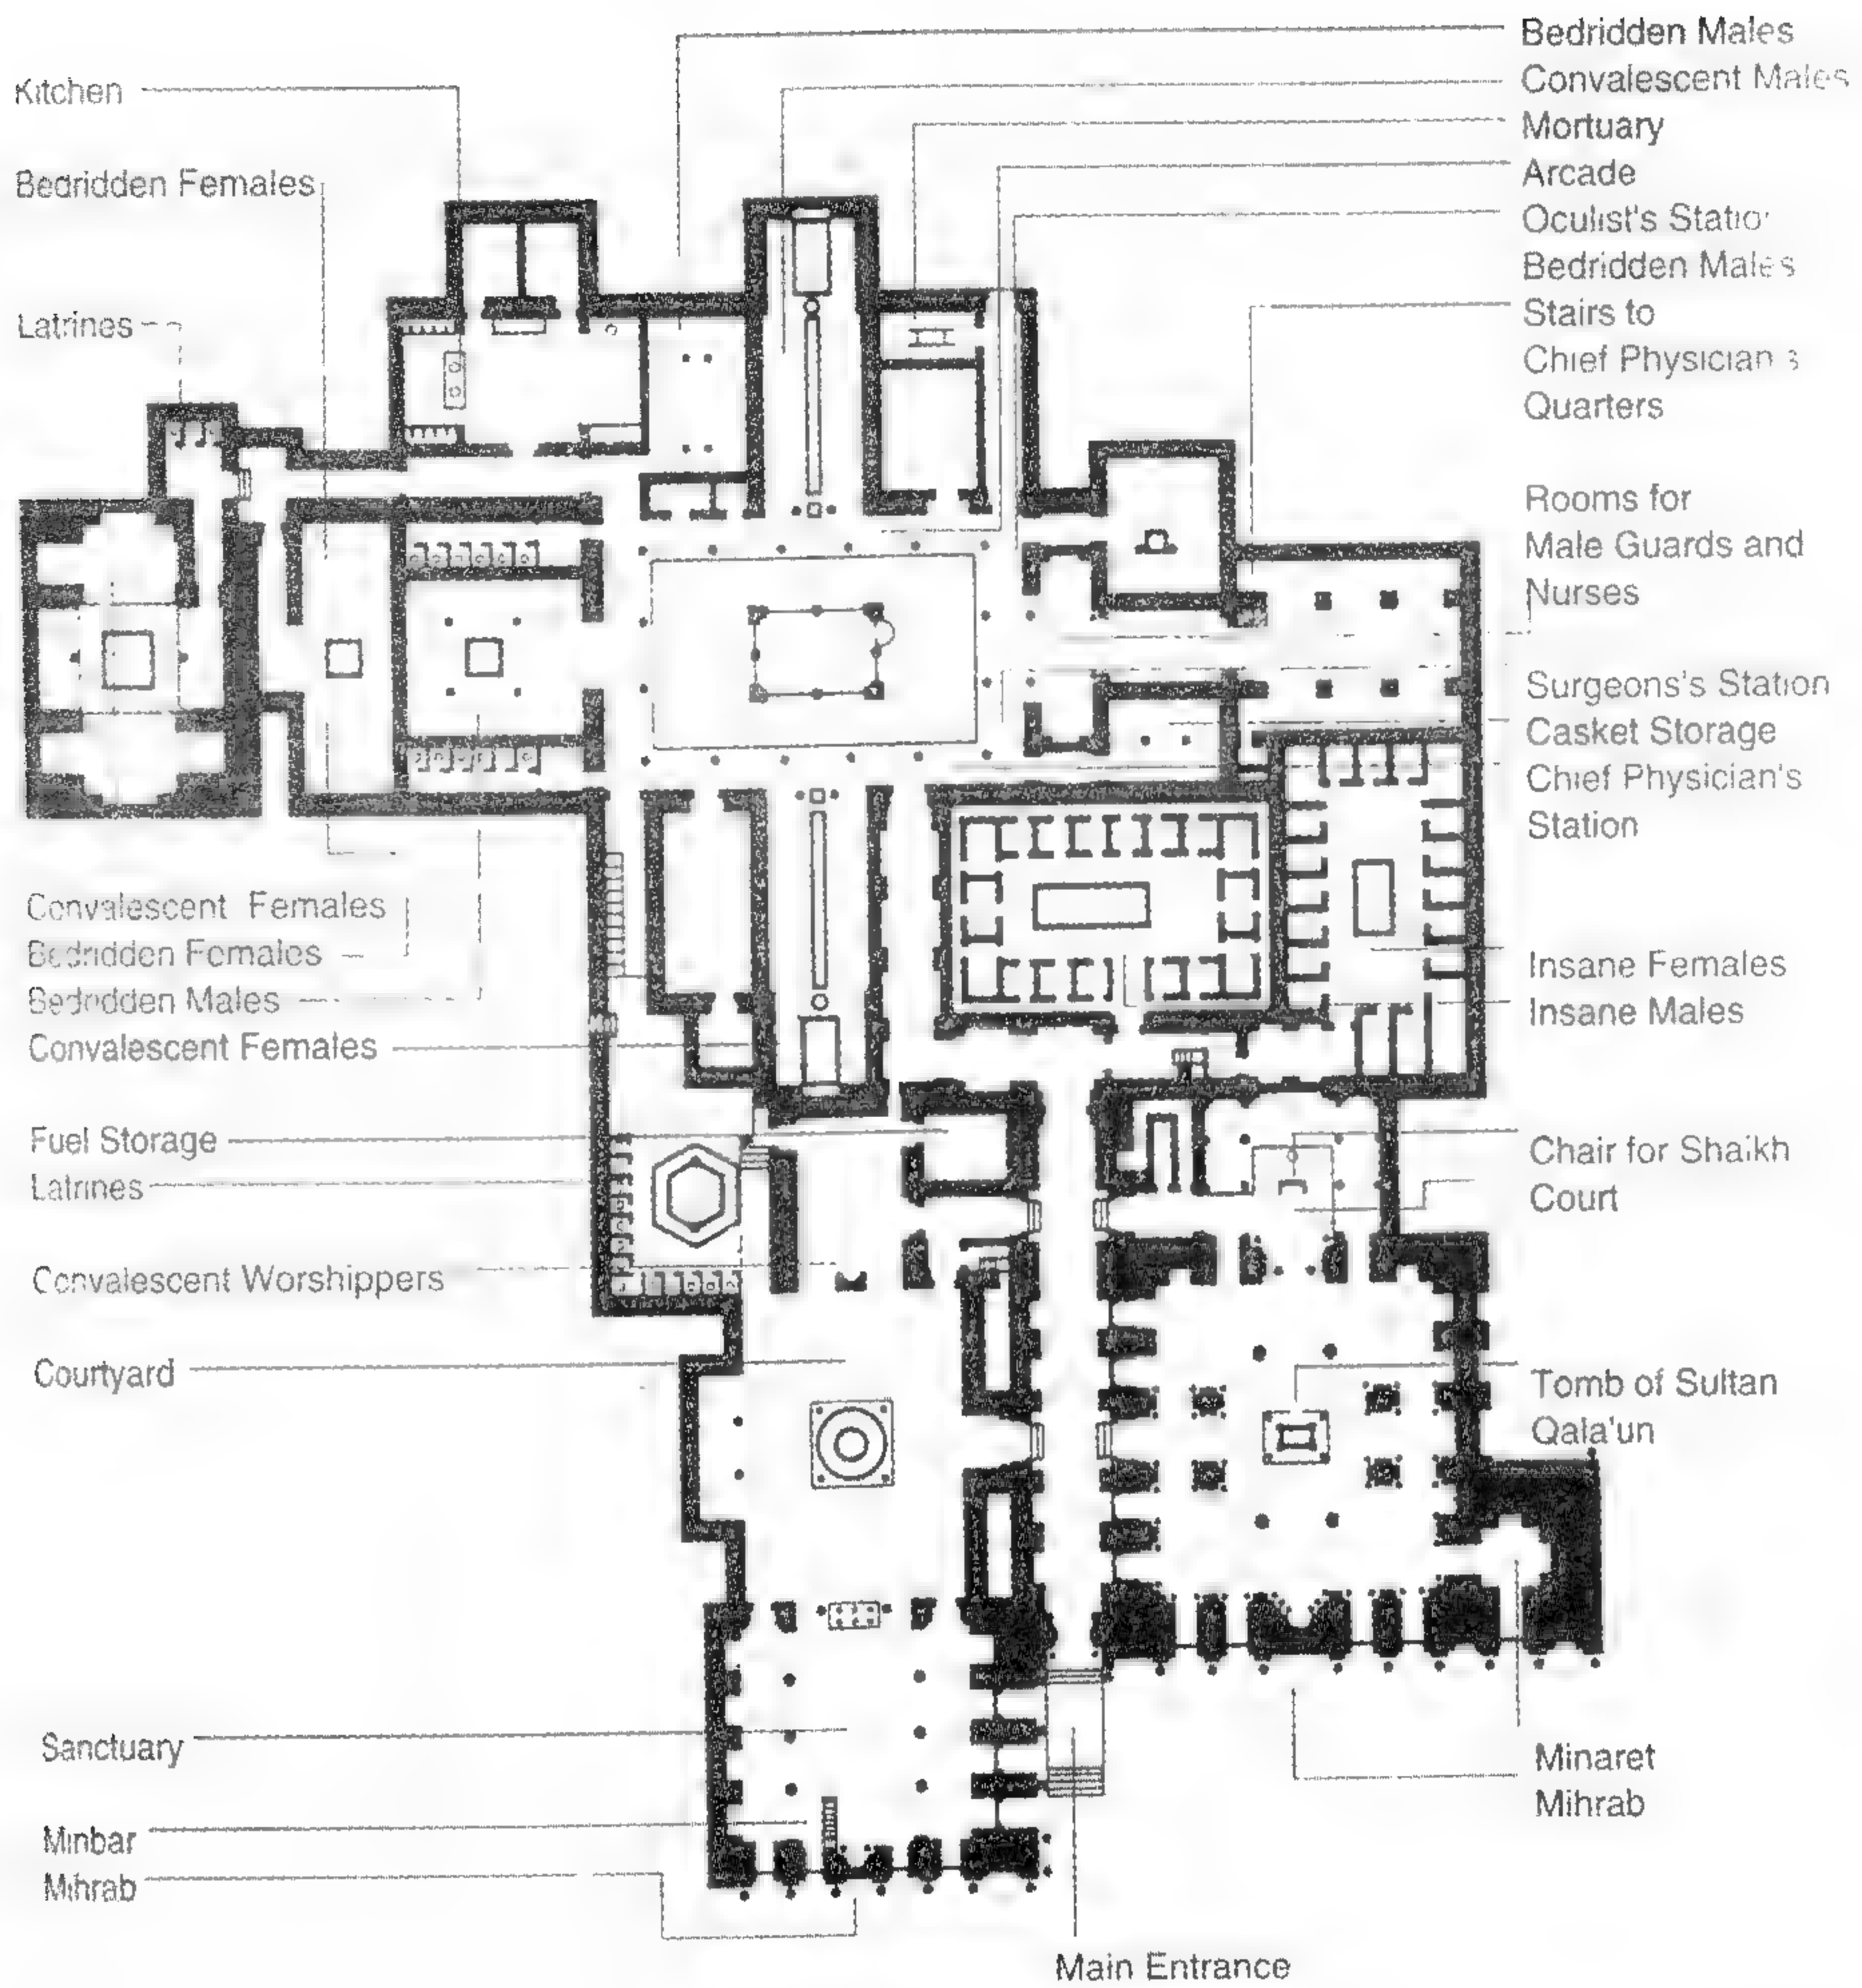 Kitchen
Bedridden Females
Latrines
Convalescent Females
Bedridden Females
Bedridden Males
Convalescent Females
Fuel Storage
Latrines
Convalescent Worshippers
Courtyard
Sanctuary
Minbar
Mihrab
Bedridden Males
Convalescent Males
Mortuary
Arcade
Oculist's Station
Bedridden Males
Stairs to
Chief Physician's
Quarters
Rooms for
Male Guards and
Nurses
Surgeons's Station
Casket Storage
Chief Physician's
Station
Insane Females
Insane Males
Chair for Shaikh
Court
Tomb of Sultan
Qala'un
Minaret
Mihrab
Main Entrance